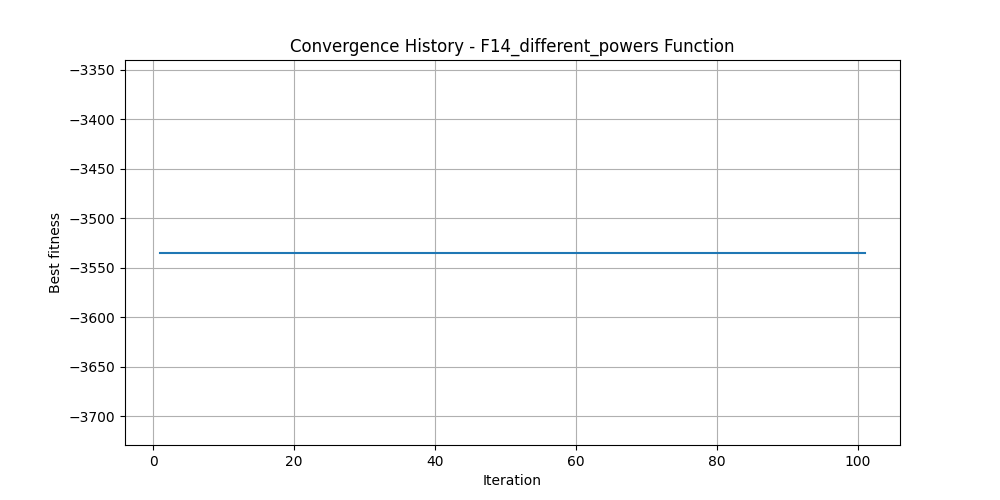 Convergence History - F14_different_powers Function
−3350
−3400
−3450
−3500
−3550
−3600
−3650
−3700
Best fitness
0 20 40 60 80 100
Iteration